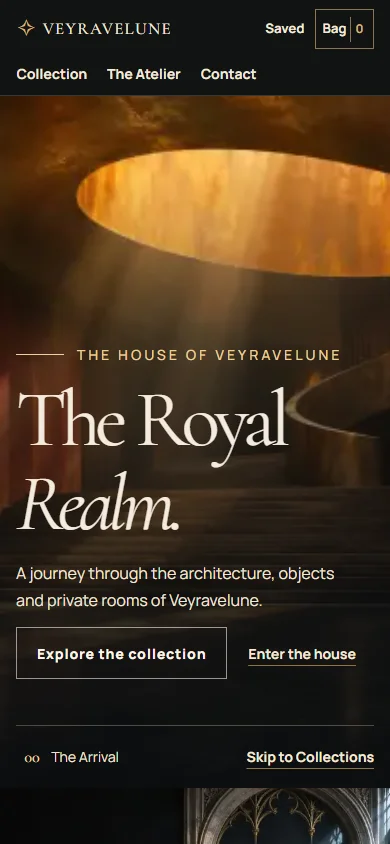 VEYRAVELUNE
Saved
Bag 0
Collection The Atelier Contact
THE HOUSE OF VEYRAVELUNE
The Royal
Realm.
A journey through the architecture, objects
and private rooms of Veyravelune.
Explore the collection Enter the house
00 The Arrival Skip to Collections